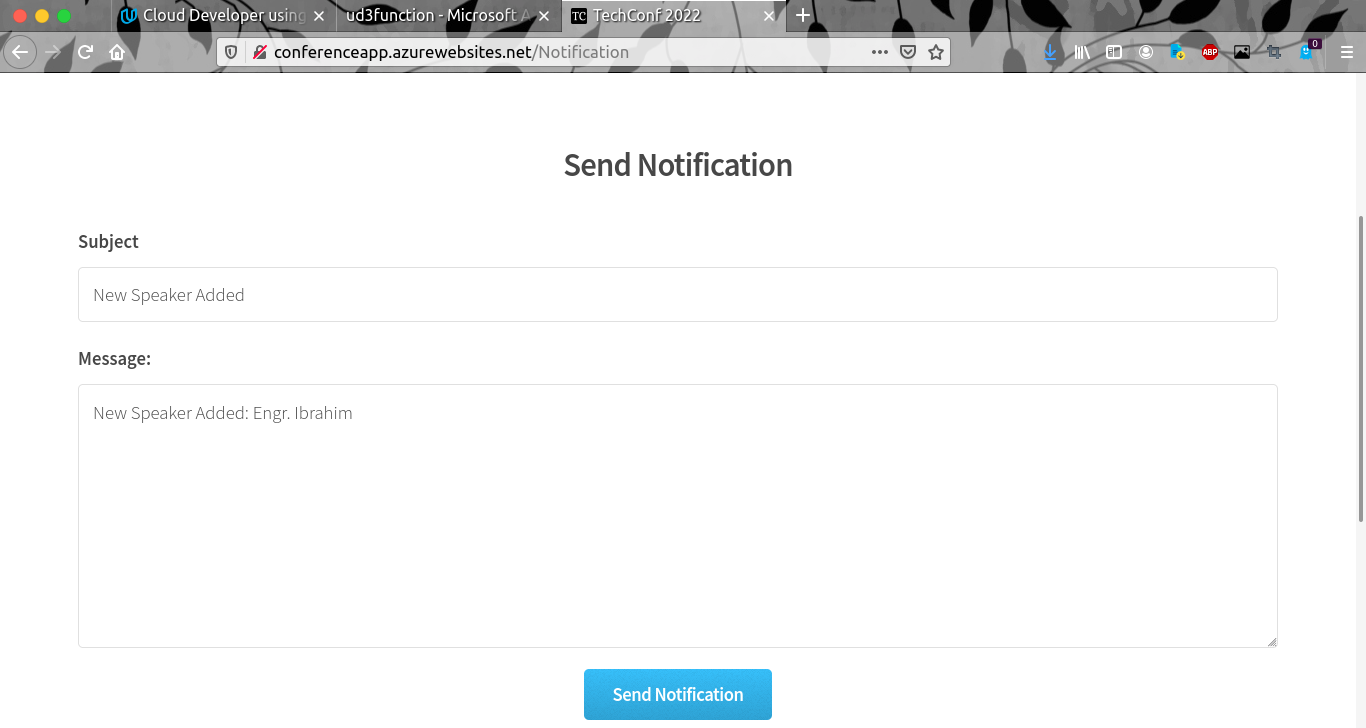 Cloud Developer using
ud3function - Microsoft A
TC TechConf 2022
conferenceapp.azurewebsites.net/Notification
ABP
0
Send Notification
Subject
New Speaker Added
Message:
New Speaker Added: Engr. Ibrahim
Send Notification